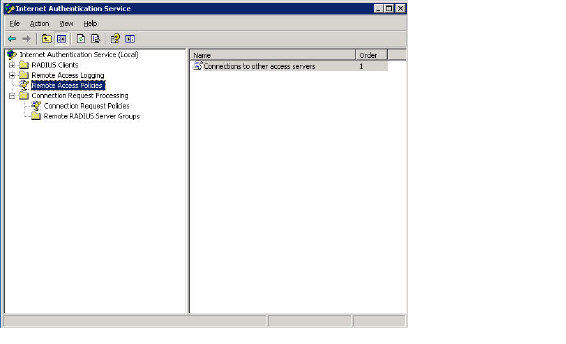 Internet Authentication Service
File Action View Help
Internet Authentication Service (Local)
RADIUS Clients
Remote Access Logging
Remote Access Policies
Connection Request Processing
Connection Request Policies
Remote RADIUS Server Groups
Name Order
Connections to other access servers 1